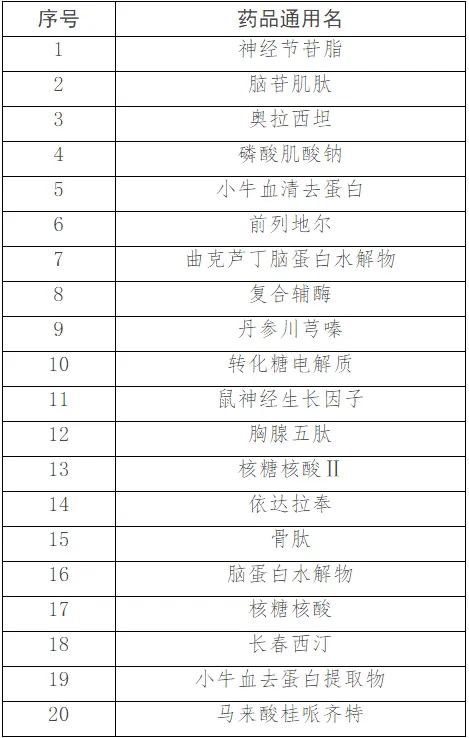 序号 药品通用名
1 神经节苷脂
2 脑苷肌肽
3 奥拉西坦
4 磷酸肌酸钠
5 小牛血清去蛋白
6 前列地尔
7 曲克芦丁脑蛋白水解物
8 复合辅酶
9 丹参川芎嗪
10 转化糖电解质
11 鼠神经生长因子
12 胸腺五肽
13 核糖核酸Ⅱ
14 依达拉奉
15 骨肽
16 脑蛋白水解物
17 核糖核酸
18 长春西汀
19 小牛血去蛋白提取物
20 马来酸桂哌齐特